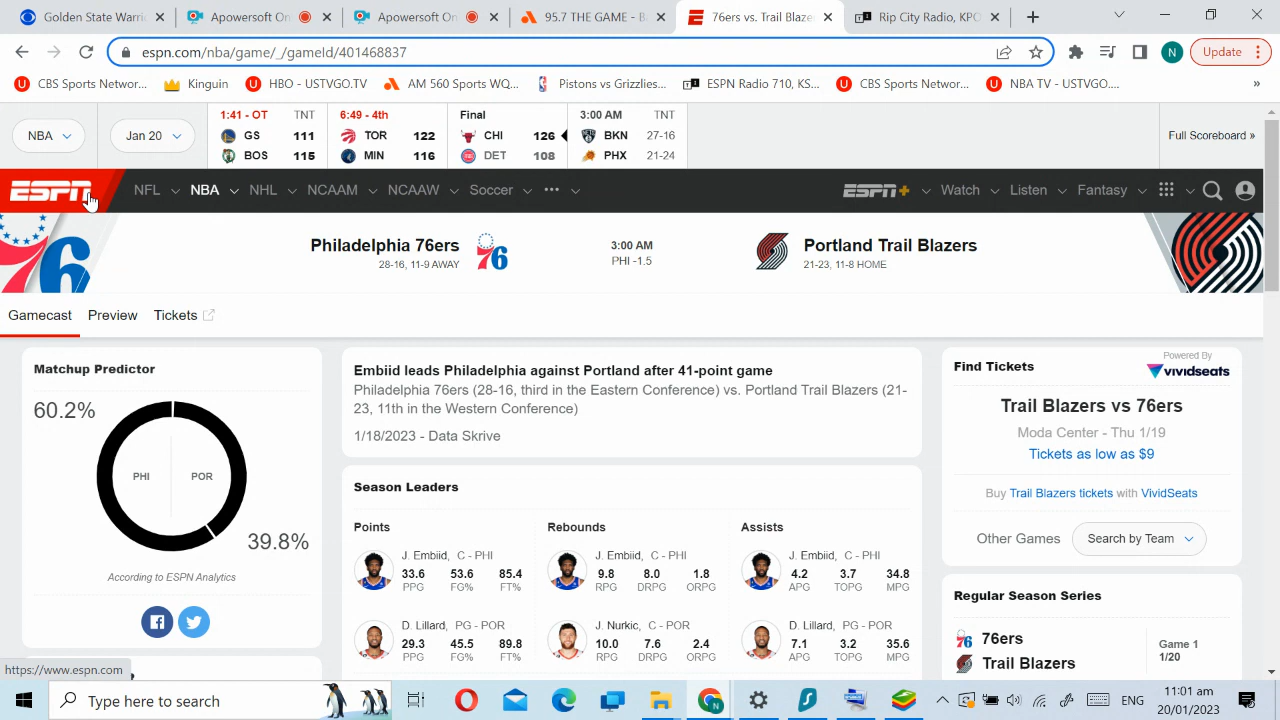 Golden State Warri
Apowersoft On
Apowersoft On
95.7 THE GAME - B
76ers vs. Trail Blaze
Rip City Radio, KPO
espn.com/nba/game/_/gameId/401468837
N
Update
CBS Sports Networ...
Kinguin
HBO - USTVGO.TV
AM 560 Sports WQ...
Pistons vs Grizzlies...
ESPN Radio 710, KS...
CBS Sports Networ...
NBA TV - USTVGO....
»
NBA
Jan 20
1:41 - OT TNT
GS 111
BOS 115
6:49 - 4th
TOR 122
MIN 116
Final
CHI 126
DET 108
3:00 AM TNT
BKN 27-16
PHX 21-24
Full Scoreboard »
ESPN
NFL
NBA
NHL
NCAAM
NCAAW
Soccer
ESPN+
Watch
Listen
Fantasy
Philadelphia 76ers
28-16, 11-9 AWAY
76
3:00 AM
PHI -1.5
Portland Trail Blazers
21-23, 11-8 HOME
Gamecast
Preview
Tickets
Matchup Predictor
60.2%
PHI
POR
39.8%
According to ESPN Analytics
Embiid leads Philadelphia against Portland after 41-point game
Philadelphia 76ers (28-16, third in the Eastern Conference) vs. Portland Trail Blazers (21-
23, 11th in the Western Conference)
1/18/2023 - Data Skrive
Season Leaders
Points
J. Embiid, C - PHI
33.6 53.6 85.4
PPG FG% FT%
D. Lillard, PG - POR
29.3 45.5 89.8
PPG FG% FT%
Rebounds
J. Embiid, C - PHI
9.8 8.0 1.8
RPG DRPG ORPG
J. Nurkic, C - POR
10.0 7.6 2.4
RPG DRPG ORPG
Assists
J. Embiid, C - PHI
4.2 3.7 34.8
APG TOPG MPG
D. Lillard, PG - POR
7.1 3.2 35.6
APG TOPG MPG
Find Tickets
Powered By
vividseats
Trail Blazers vs 76ers
Moda Center - Thu 1/19
Tickets as low as $9
Buy Trail Blazers tickets with VividSeats
Other Games
Search by Team
Regular Season Series
76ers
Trail Blazers
Game 1
1/20
https://www.espn.com
Type here to search
N
ENG
11:01 am
20/01/2023